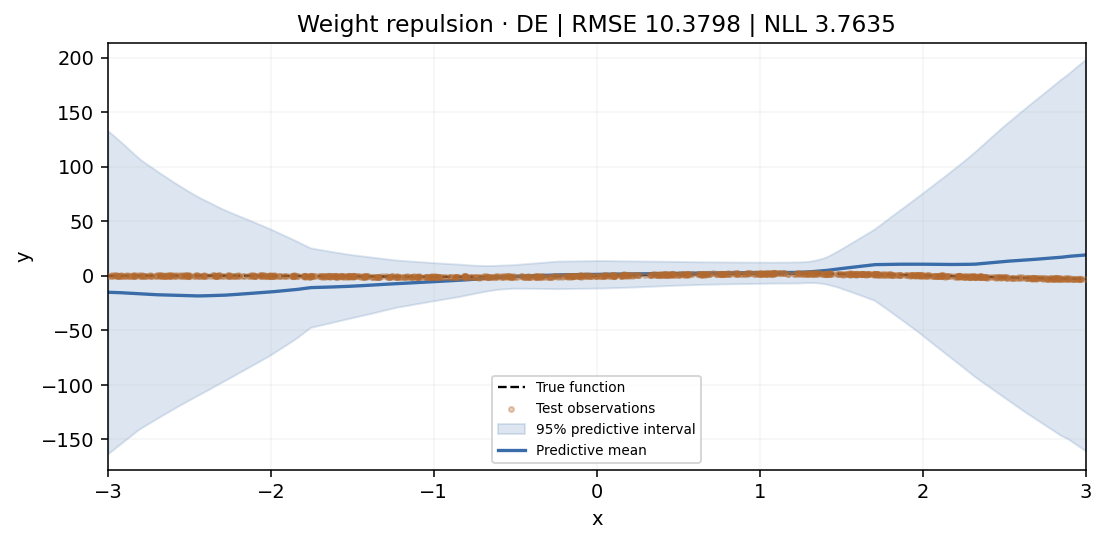 Weight repulsion · DE | RMSE 10.3798 | NLL 3.7635
200
150
100
50
0
−50
−100
−150
y
True function
Test observations
95% predictive interval
Predictive mean
−3
−2
−1
0
1
2
3
x